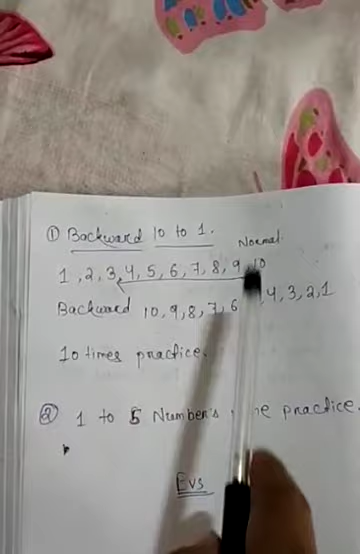 ① Backward 10 to 1.
Normal.
1, 2, 3, 4, 5, 6, 7, 8, 9, 10
Backward 10, 9, 8, 7, 6 , 4, 3, 2, 1
10 times practice.
② 1 to 5 Number's practice.
Evs